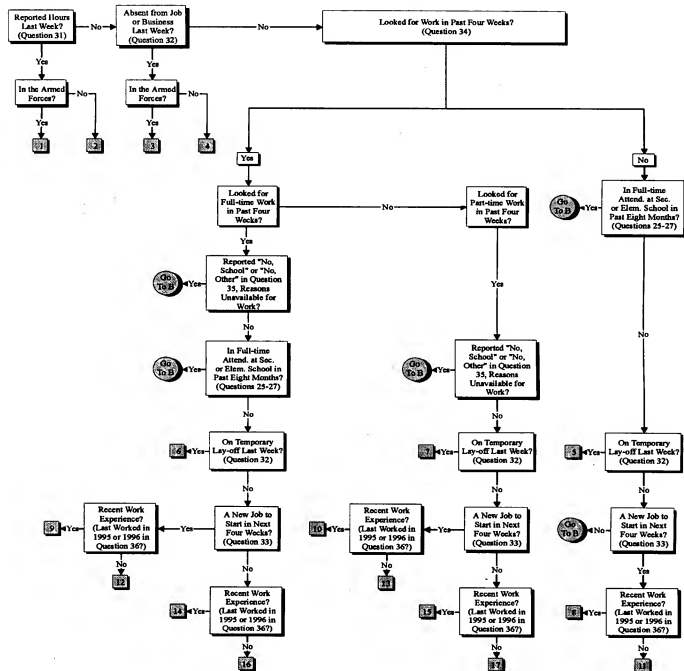 Reported Hours
Last Week?
(Question 31)
No
Absent from Job
or Business
Last Week?
(Question 32)
No
Looked for Work in Past Four Weeks?
(Question 34)
Yes
Yes
In the Armed
Forces?
No
In the Armed
Forces?
No
Yes
Yes
1
2
3
4
Yes
No
Looked for
Full-time Work
in Past Four
Weeks?
No
Looked for
Part-time Work
in Past Four
Weeks?
Go
To B
Yes
In Full-time
Attend. at Sec.
or Elem. School in
Past Eight Months?
(Questions 25-27)
Yes
Go
To B
Yes
Reported "No,
School" or "No,
Other" in Question
35, Reasons
Unavailable for
Work?
Yes
No
No
Go
To B
Yes
In Full-time
Attend. at Sec.
or Elem. School in
Past Eight Months?
(Questions 25-27)
Go
To B
Yes
Reported "No,
School" or "No,
Other" in Question
35, Reasons
Unavailable for
Work?
No
No
6
Yes
On Temporary
Lay-off Last Week?
(Question 32)
7
Yes
On Temporary
Lay-off Last Week?
(Question 32)
5
Yes
On Temporary
Lay-off Last Week?
(Question 32)
No
No
No
9
Yes
Recent Work
Experience?
(Last Worked in
1995 or 1996 in
Question 36?)
Yes
A New Job to
Start in Next
Four Weeks?
(Question 33)
10
Yes
Recent Work
Experience?
(Last Worked in
1995 or 1996 in
Question 36?)
Yes
A New Job to
Start in Next
Four Weeks?
(Question 33)
Go
To B
No
A New Job to
Start in Next
Four Weeks?
(Question 33)
No
12
No
No
13
No
Yes
14
Yes
Recent Work
Experience?
(Last Worked in
1995 or 1996 in
Question 36?)
15
Yes
Recent Work
Experience?
(Last Worked in
1995 or 1996 in
Question 36?)
8
Yes
Recent Work
Experience?
(Last Worked in
1995 or 1996 in
Question 36?)
No
No
No
16
17
11